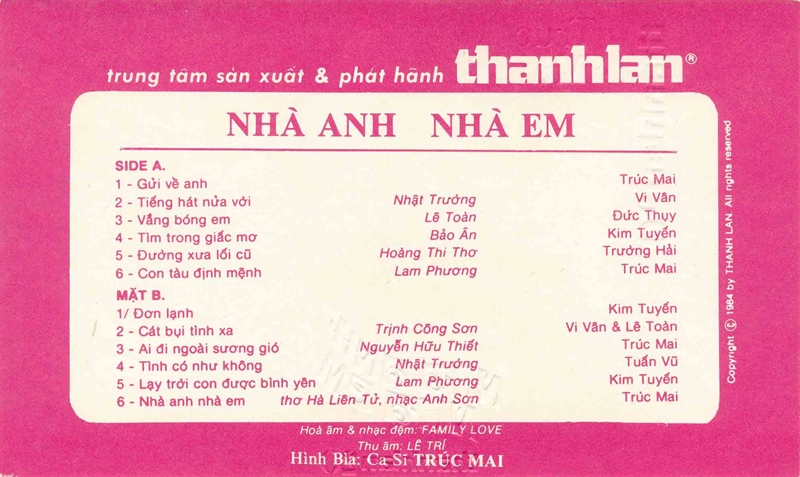 trung tâm sản xuất & phát hành thanhlan®
NHÀ ANH NHÀ EM
SIDE A.
1 - Gửi về anh Trúc Mai
2 - Tiếng hát nửa vời Nhật Trường Vi Vân
3 - Vắng bóng em Lê Toàn Đức Thụy
4 - Tìm trong giấc mơ Bảo Ân Kim Tuyến
5 - Đường xưa lối cũ Hoàng Thi Thơ Trường Hải
6 - Con tàu định mệnh Lam Phương Trúc Mai
MẶT B.
1/ Đơn lạnh Kim Tuyến
2 - Cát bụi tình xa Trịnh Công Sơn Vi Vân & Lê Toàn
3 - Ai đi ngoài sương gió Nguyễn Hữu Thiết Trúc Mai
4 - Tình có như không Nhật Trường Tuấn Vũ
5 - Lạy trời con được bình yên Lam Phương Kim Tuyến
6 - Nhà anh nhà em thơ Hà Liên Tử, nhạc Anh Sơn Trúc Mai
Hoà âm & nhạc đệm: FAMILY LOVE
Thu âm: LÊ TRÍ
Hình Bìa: Ca Sĩ TRÚC MAI
Copyright © 1984 by THANH LAN. All rights reserved